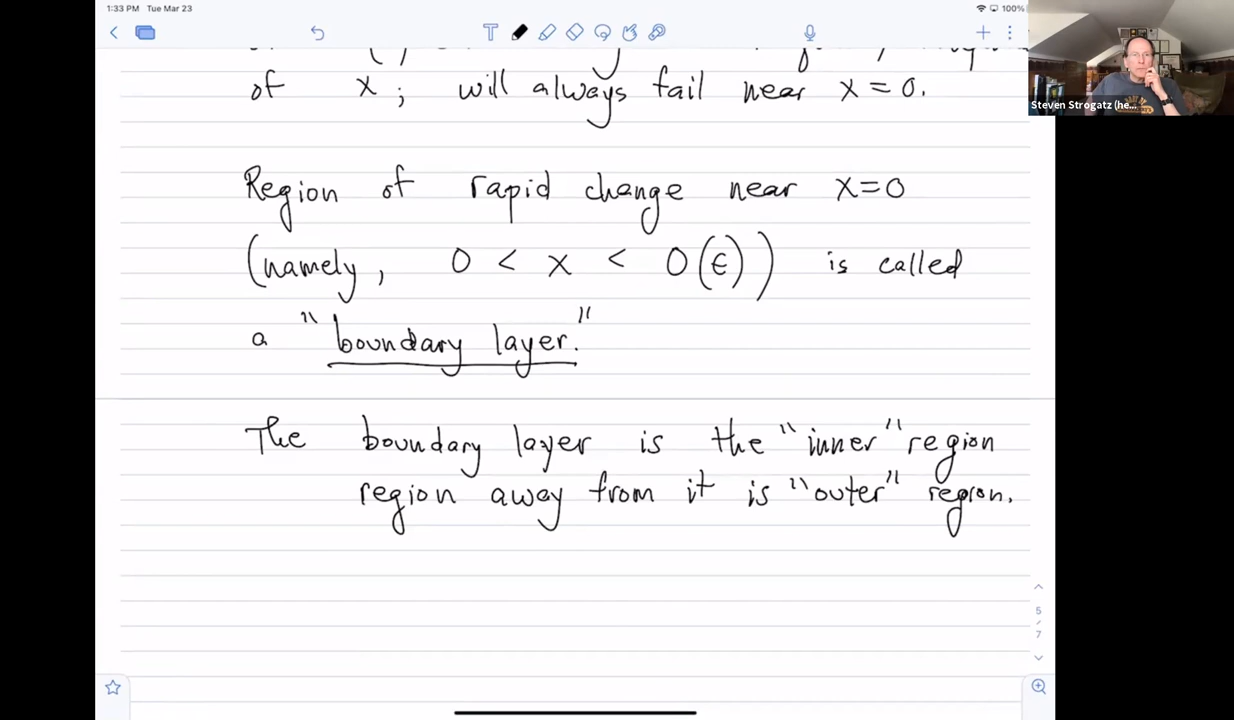 1:33 PM Tue Mar 23
100%
of x; will always fail near x = 0.
Steven Strogatz (he...
Region of rapid change near x=0
(namely, 0 < x < O(ε)) is called
a "boundary layer."
The boundary layer is the "inner" region
region away from it is "outer" region.
5
/
7